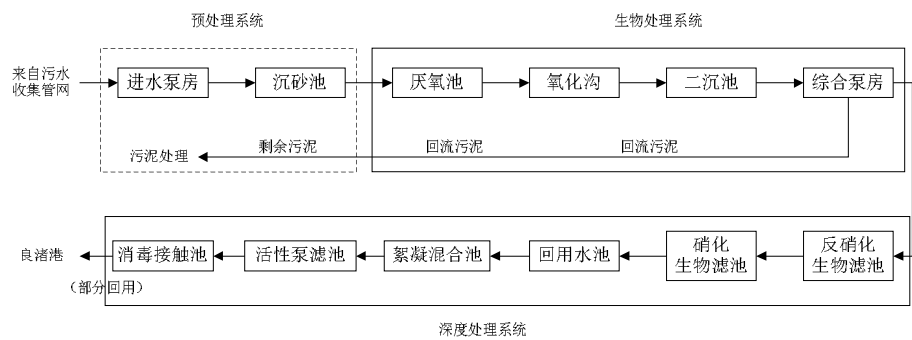 预处理系统
生物处理系统
来自污水
收集管网
进水泵房
沉砂池
厌氧池
氧化沟
二沉池
综合泵房
污泥处理
剩余污泥
回流污泥
回流污泥
良渚港
(部分回用)
消毒接触池
活性泵滤池
絮凝混合池
回用水池
硝化
生物滤池
反硝化
生物滤池
深度处理系统